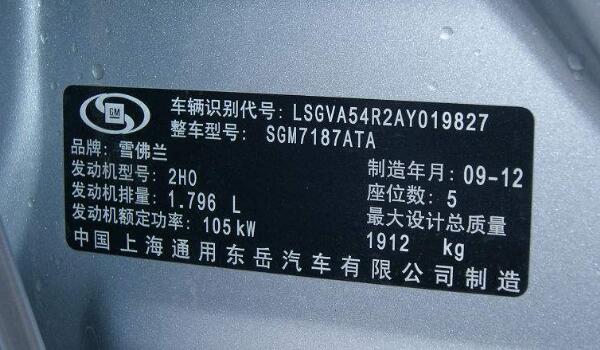 GM
车辆识别代号: LSGVA54R2AY019827
整车型号: SGM7187ATA
品牌: 雪佛兰
制造年月: 09-12
发动机型号: 2H0
座位数: 5
发动机排量: 1.796 L
最大设计总质量
发动机额定功率: 105kW
1912 kg
中国上海通用东岳汽车有限公司制造